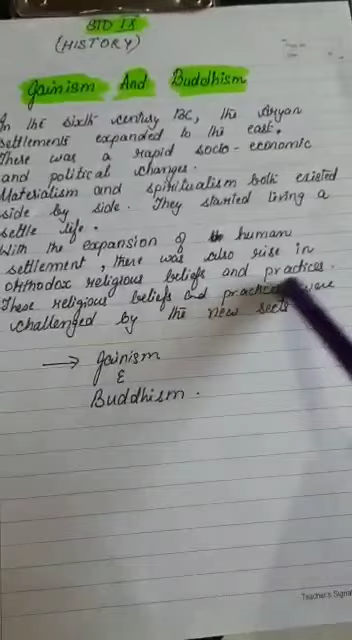 STD IX
(HISTORY)
Jainism And Buddhism
In the sixth century BC, the Aryan
settlements expanded to the east.
There was a rapid socio-economic
and political changes.
Materialism and spiritualism both existed
side by side. They started living a
settle life.
With the expansion of human
settlement, there was also rise in
orthodox religious beliefs and practices.
These religious beliefs and practices were
challenged by the new sects
→ Jainism
&
Buddhism.
Teacher's Signa